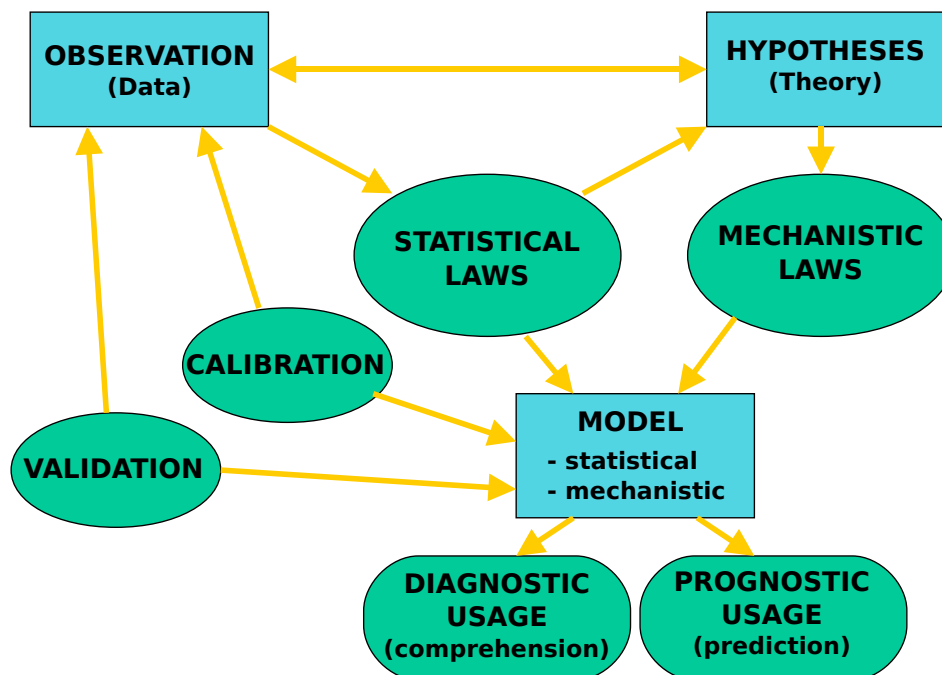 OBSERVATION
(Data)
HYPOTHESES
(Theory)
STATISTICAL
LAWS
MECHANISTIC
LAWS
CALIBRATION
VALIDATION
MODEL
- statistical
- mechanistic
DIAGNOSTIC
USAGE
(comprehension)
PROGNOSTIC
USAGE
(prediction)